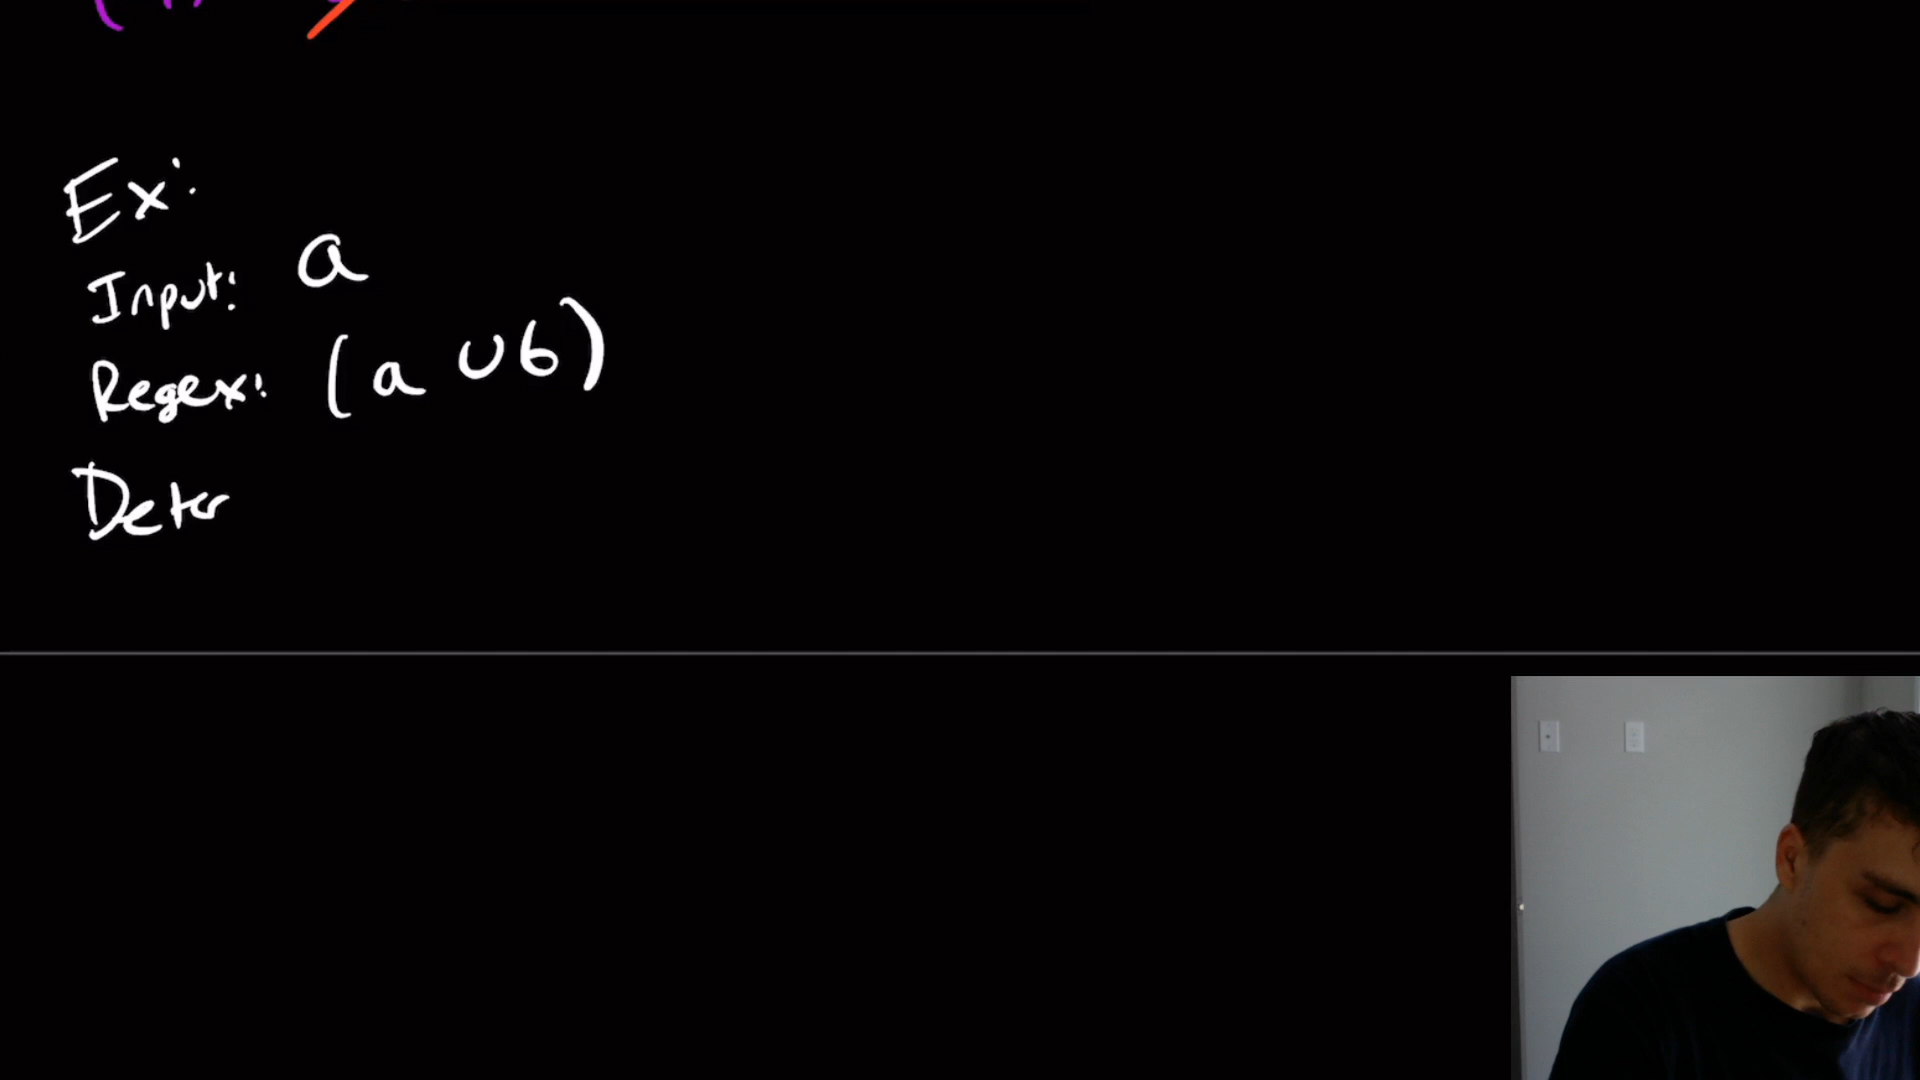 Ex:
Input: a
Regex: (a ∪ b)
Deter